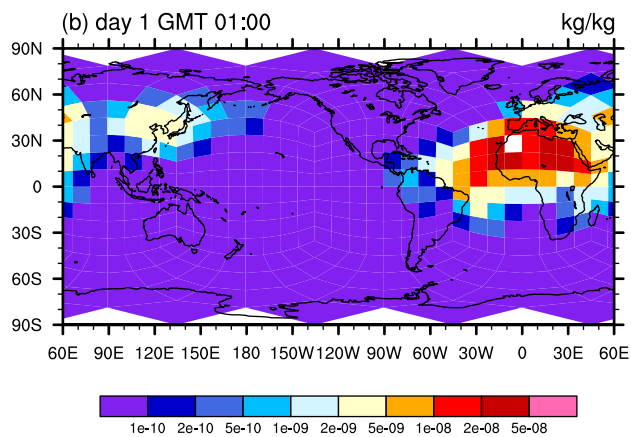 (b) day 1 GMT 01:00 kg/kg
90N
60N
30N
0
30S
60S
90S
60E 90E 120E 150E 180 150W 120W 90W 60W 30W 0 30E 60E
1e-10 2e-10 5e-10 1e-09 2e-09 5e-09 1e-08 2e-08 5e-08